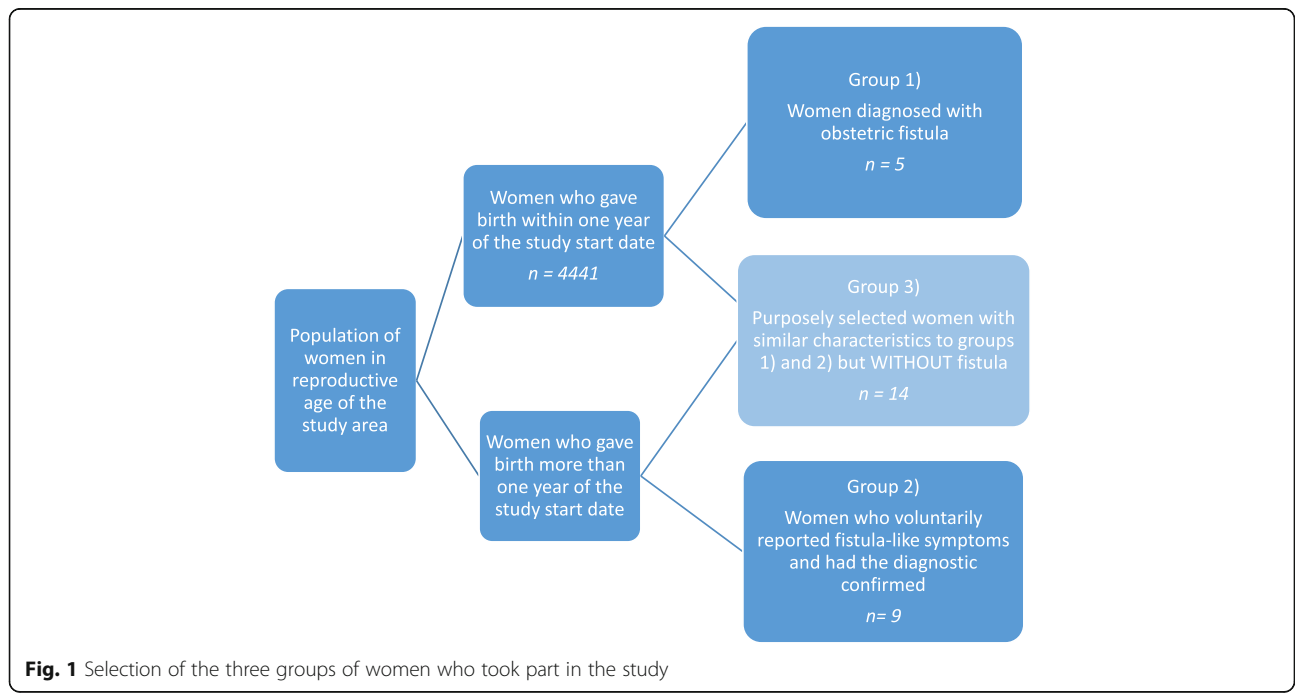 Population of
women in
reproductive
age of the
study area
Women who gave
birth within one year
of the study start date
n = 4441
Women who gave
birth more than
one year of the
study start date
Group 1)
Women diagnosed with
obstetric fistula
n = 5
Group 3)
Purposely selected women with
similar characteristics to groups
1) and 2) but WITHOUT fistula
n = 14
Group 2)
Women who voluntarily
reported fistula-like symptoms
and had the diagnostic
confirmed
n= 9
Fig. 1 Selection of the three groups of women who took part in the study